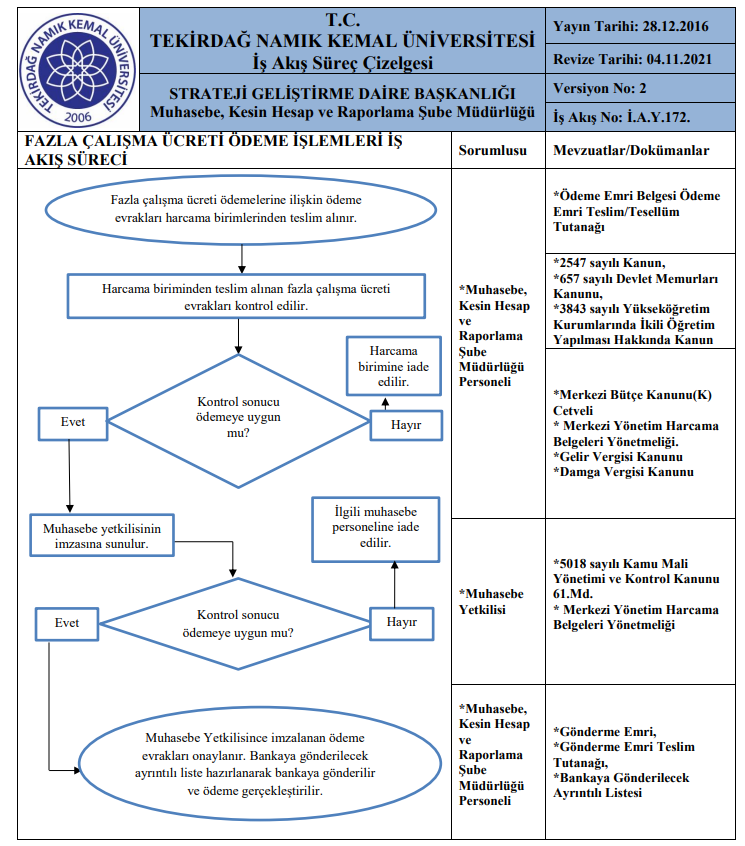 TEKİRDAĞ NAMIK KEMAL ÜNİVERSİTESİ
2006
T.C.
TEKİRDAĞ NAMIK KEMAL ÜNİVERSİTESİ
İş Akış Süreç Çizelgesi
STRATEJİ GELİŞTİRME DAİRE BAŞKANLIĞI
Muhasebe, Kesin Hesap ve Raporlama Şube Müdürlüğü
Yayın Tarihi: 28.12.2016
Revize Tarihi: 04.11.2021
Versiyon No: 2
İş Akış No: İ.A.Y.172.
FAZLA ÇALIŞMA ÜCRETİ ÖDEME İŞLEMLERİ İŞ
AKIŞ SÜRECİ
Sorumlusu
Mevzuatlar/Dokümanlar
Fazla çalışma ücreti ödemelerine ilişkin ödeme
evrakları harcama birimlerinden teslim alınır.
Harcama biriminden teslim alınan fazla çalışma ücreti
evrakları kontrol edilir.
Harcama
birimine iade
edilir.
Kontrol sonucu
ödemeye uygun
mu?
Evet
Hayır
Muhasebe yetkilisinin
imzasına sunulur.
İlgili muhasebe
personeline iade
edilir.
Kontrol sonucu
ödemeye uygun mu?
Evet
Hayır
Muhasebe Yetkilisince imzalanan ödeme
evrakları onaylanır. Bankaya gönderilecek
ayrıntılı liste hazırlanarak bankaya gönderilir
ve ödeme gerçekleştirilir.
*Muhasebe,
Kesin Hesap
ve
Raporlama
Şube
Müdürlüğü
Personeli
*Muhasebe
Yetkilisi
*Muhasebe,
Kesin Hesap
ve
Raporlama
Şube
Müdürlüğü
Personeli
*Ödeme Emri Belgesi Ödeme
Emri Teslim/Tesellüm
Tutanağı
*2547 sayılı Kanun,
*657 sayılı Devlet Memurları
Kanunu,
*3843 sayılı Yükseköğretim
Kurumlarında İkili Öğretim
Yapılması Hakkında Kanun
*Merkezi Bütçe Kanunu(K)
Cetveli
* Merkezi Yönetim Harcama
Belgeleri Yönetmeliği.
*Gelir Vergisi Kanunu
*Damga Vergisi Kanunu
*5018 sayılı Kamu Mali
Yönetimi ve Kontrol Kanunu
61.Md.
* Merkezi Yönetim Harcama
Belgeleri Yönetmeliği
*Gönderme Emri,
*Gönderme Emri Teslim
Tutanağı,
*Bankaya Gönderilecek
Ayrıntılı Listesi